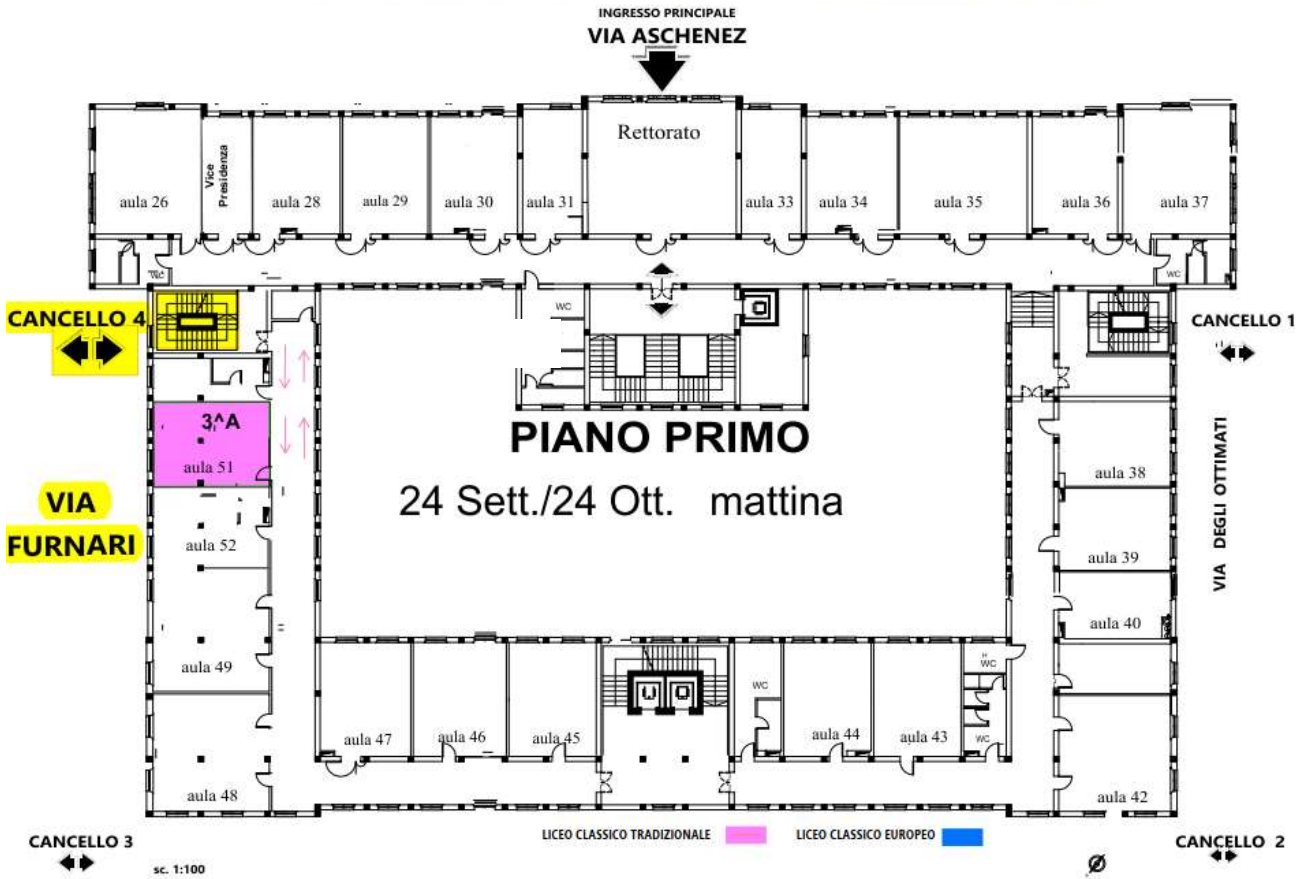 INGRESSO PRINCIPALE
VIA ASCHENEZ
Rettorato
Vice
Presidenza
aula 26
aula 28
aula 29
aula 30
aula 31
aula 33
aula 34
aula 35
aula 36
aula 37
WC
WC
WC
CANCELLO 4
CANCELLO 1
3^A
aula 51
PIANO PRIMO
24 Sett./24 Ott. mattina
VIA
FURNARI
aula 52
aula 49
aula 48
aula 38
aula 39
aula 40
VIA DEGLI OTTIMATI
aula 47
aula 46
aula 45
WC
aula 44
aula 43
H
WC
WC
aula 42
LICEO CLASSICO TRADIZIONALE
LICEO CLASSICO EUROPEO
CANCELLO 3
CANCELLO 2
sc. 1:100